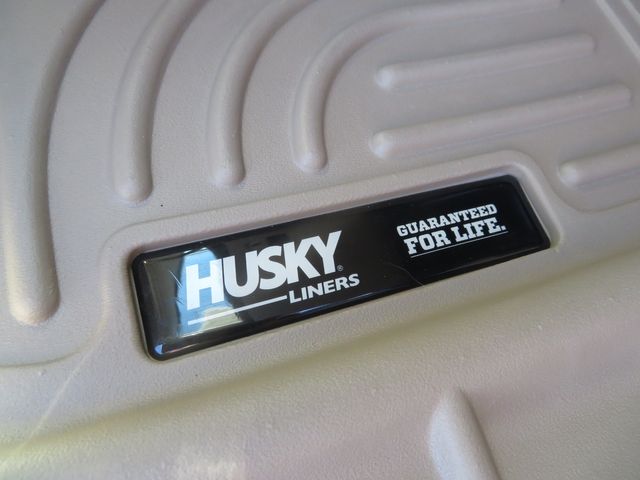 HUSKY®
LINERS
GUARANTEED
FOR LIFE.